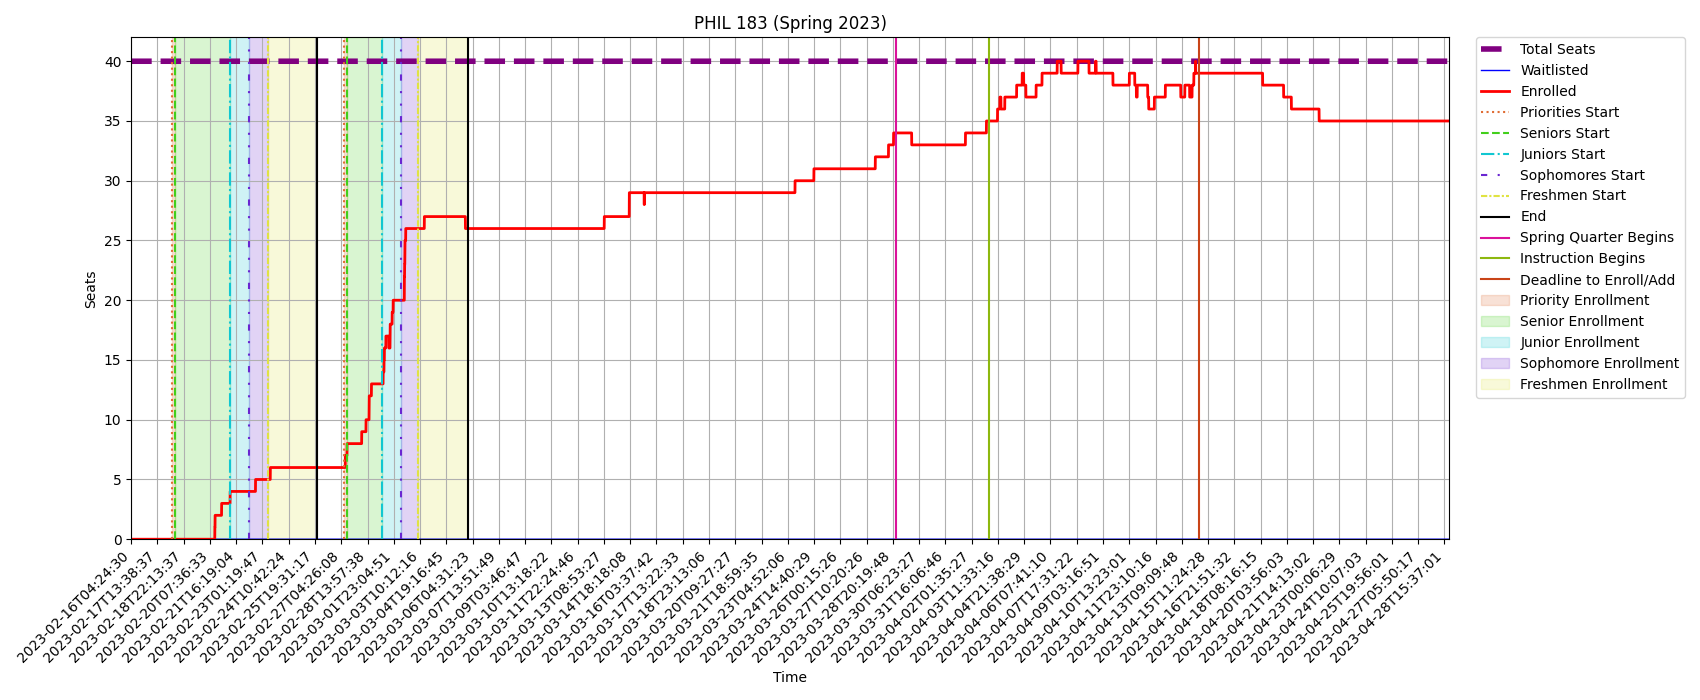 PHIL 183 (Spring 2023)
Seats
40
35
30
25
20
15
10
5
0
2023-02-16T04:24:30
2023-02-17T13:38:37
2023-02-18T22:13:37
2023-02-20T07:36:33
2023-02-21T16:19:04
2023-02-23T01:19:47
2023-02-24T10:42:24
2023-02-25T19:31:17
2023-02-27T04:26:08
2023-02-28T13:57:38
2023-03-01T23:04:51
2023-03-03T10:12:16
2023-03-04T19:16:45
2023-03-06T04:31:23
2023-03-07T13:51:49
2023-03-09T03:46:47
2023-03-10T13:18:22
2023-03-11T22:24:46
2023-03-13T08:53:27
2023-03-14T18:18:08
2023-03-16T03:37:42
2023-03-17T13:22:33
2023-03-18T23:13:06
2023-03-20T09:27:27
2023-03-21T18:59:35
2023-03-23T04:52:06
2023-03-24T14:40:29
2023-03-26T00:15:26
2023-03-27T10:20:26
2023-03-28T20:19:48
2023-03-30T06:23:27
2023-03-31T16:06:46
2023-04-02T01:35:27
2023-04-03T11:33:16
2023-04-04T21:38:29
2023-04-06T07:41:10
2023-04-07T17:31:22
2023-04-09T03:16:51
2023-04-10T13:23:01
2023-04-11T23:10:16
2023-04-13T09:09:48
2023-04-15T11:24:28
2023-04-16T21:51:32
2023-04-18T08:16:15
2023-04-20T03:56:03
2023-04-21T14:13:02
2023-04-23T00:06:29
2023-04-24T10:07:03
2023-04-25T19:56:01
2023-04-27T05:50:17
2023-04-28T15:37:01
Time
Total Seats
Waitlisted
Enrolled
Priorities Start
Seniors Start
Juniors Start
Sophomores Start
Freshmen Start
End
Spring Quarter Begins
Instruction Begins
Deadline to Enroll/Add
Priority Enrollment
Senior Enrollment
Junior Enrollment
Sophomore Enrollment
Freshmen Enrollment